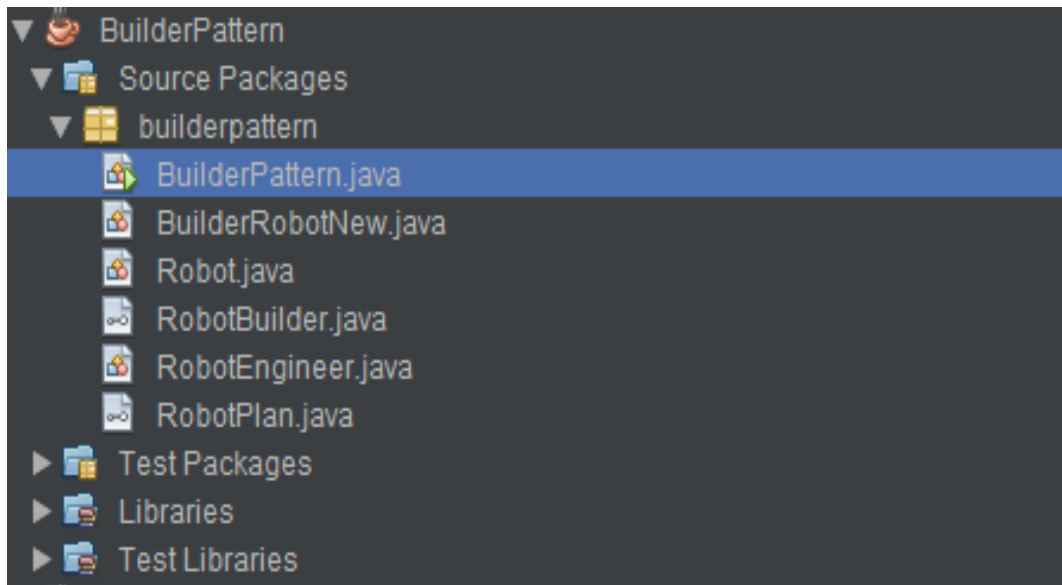 BuilderPattern
Source Packages
builderpattern
BuilderPattern.java
BuilderRobotNew.java
Robot.java
RobotBuilder.java
RobotEngineer.java
RobotPlan.java
Test Packages
Libraries
Test Libraries